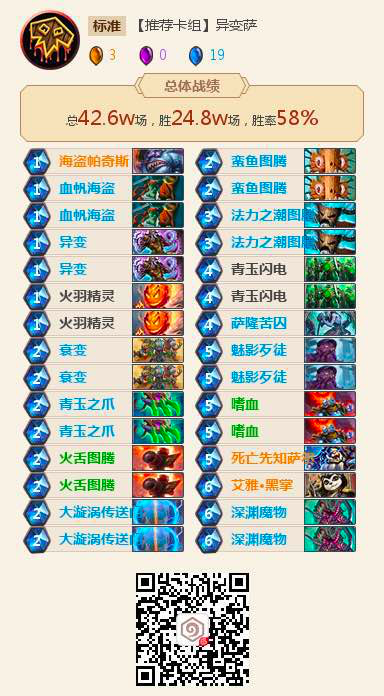 标准 【推荐卡组】异变萨
3 0 19
总体战绩
总42.6w场，胜24.8w场，胜率58%
1 海盗帕奇斯
1 血帆海盗
1 血帆海盗
1 异变
1 异变
1 火羽精灵
1 火羽精灵
2 衰变
2 衰变
2 青玉之爪
2 青玉之爪
2 火舌图腾
2 火舌图腾
2 大漩涡传送
2 大漩涡传送
2 蛮鱼图腾
2 蛮鱼图腾
3 法力之潮图腾
3 法力之潮图腾
4 青玉闪电
4 青玉闪电
4 萨隆苦囚
5 魅影歹徒
5 魅影歹徒
5 嗜血
5 嗜血
5 死亡先知萨尔
6 艾雅·黑掌
6 深渊魔物
6 深渊魔物